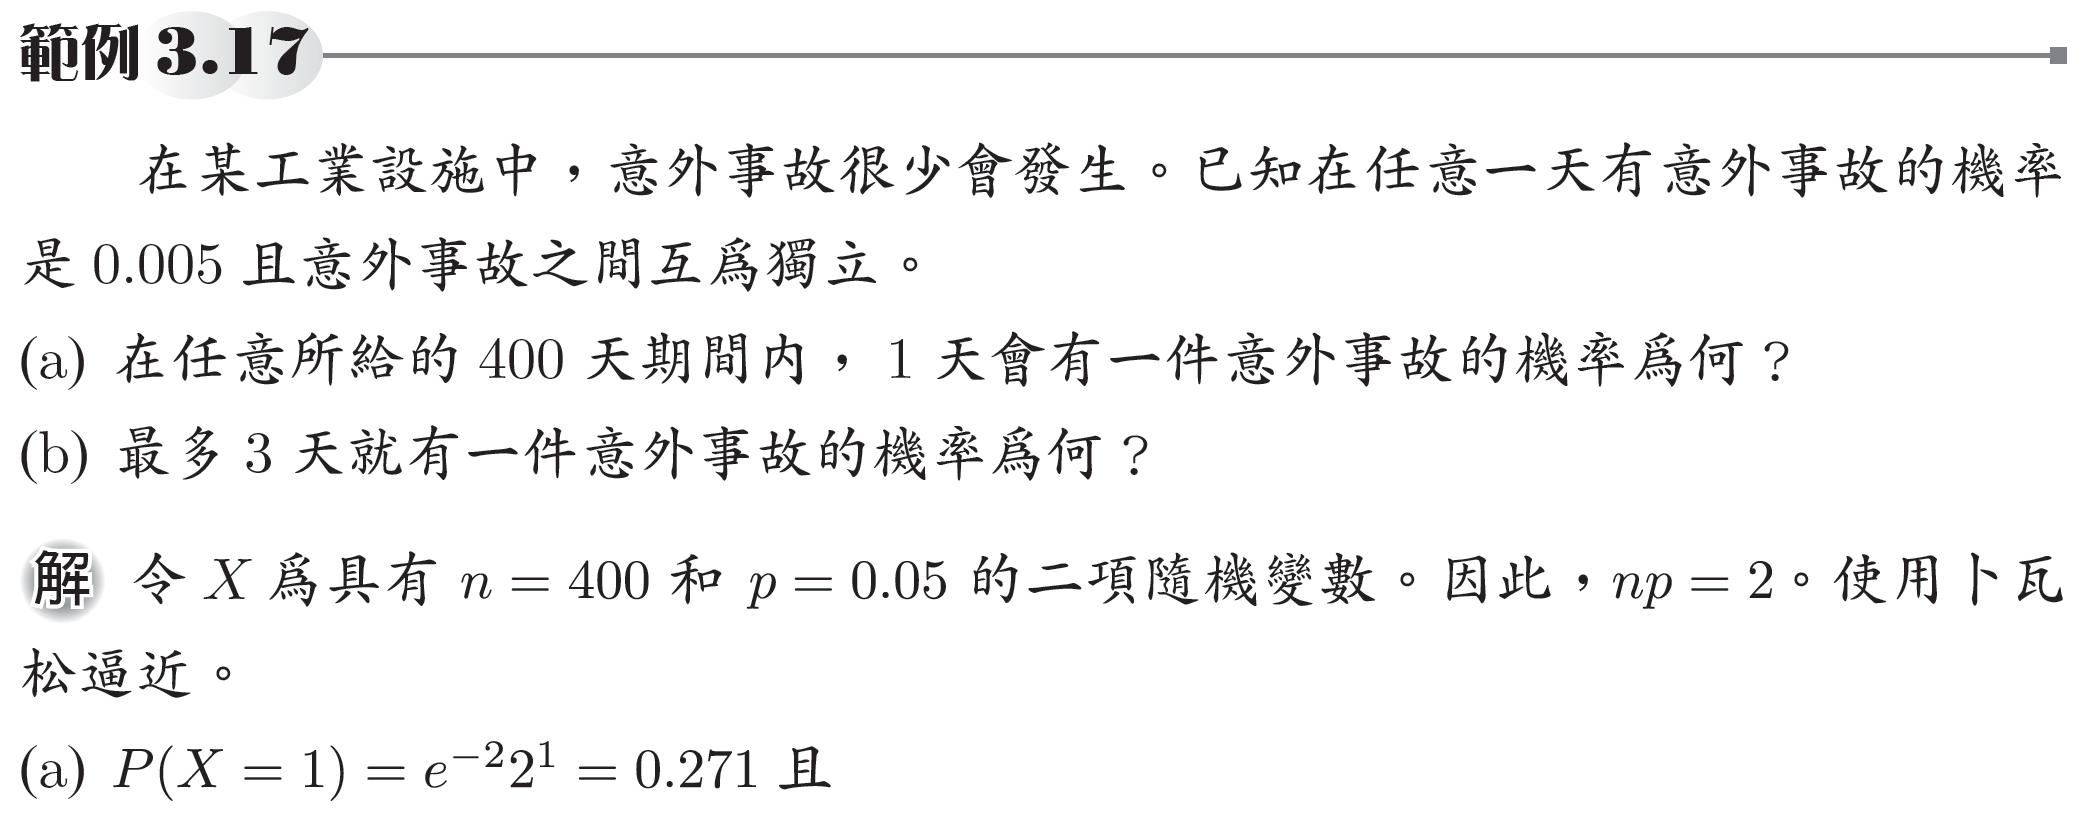 範例 3.17
在某工業設施中，意外事故很少會發生。已知在任意一天有意外事故的機率
是 0.005 且意外事故之間互爲獨立。
(a) 在任意所給的 400 天期間內，1 天會有一件意外事故的機率爲何？
(b) 最多 3 天就有一件意外事故的機率爲何？
解 令 X 爲具有 n = 400 和 p = 0.05 的二項隨機變數。因此，np = 2。使用卜瓦
松逼近。
(a) P(X = 1) = e⁻²2¹ = 0.271 且